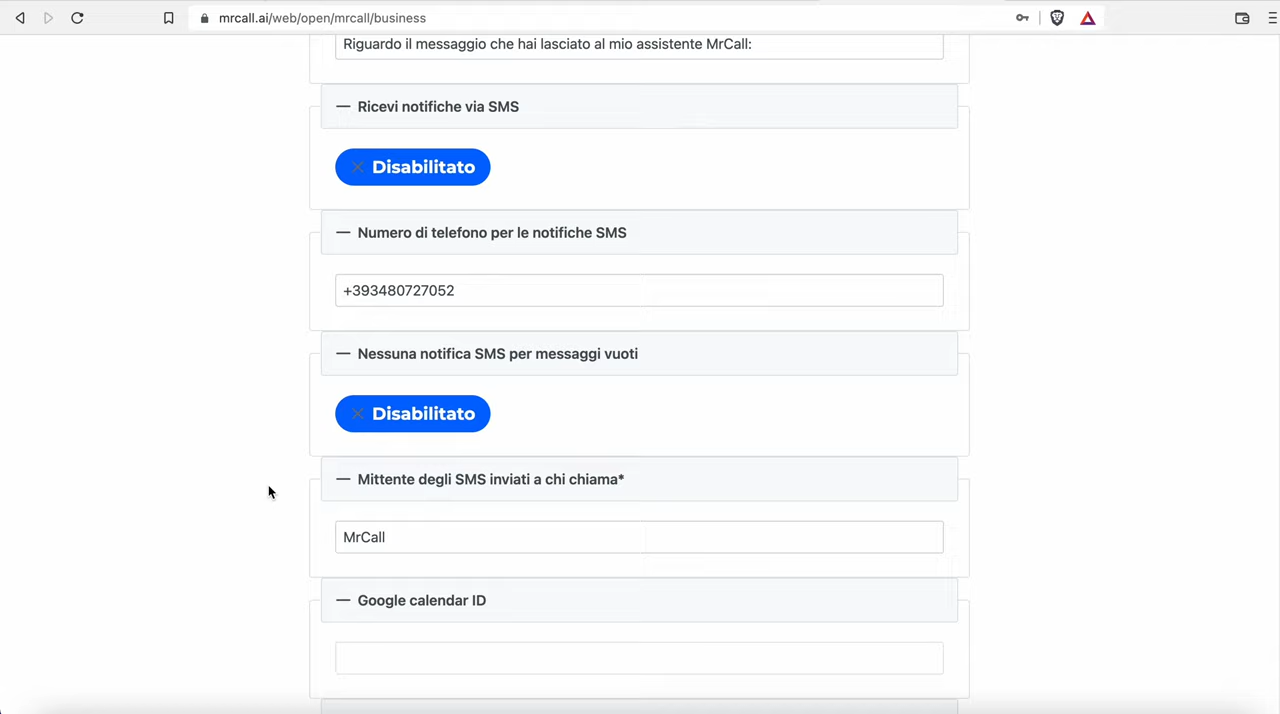 mrcall.ai/web/open/mrcall/business
Riguardo il messaggio che hai lasciato al mio assistente MrCall:
— Ricevi notifiche via SMS
× Disabilitato
— Numero di telefono per le notifiche SMS
+393480727052
— Nessuna notifica SMS per messaggi vuoti
× Disabilitato
— Mittente degli SMS inviati a chi chiama*
MrCall
— Google calendar ID